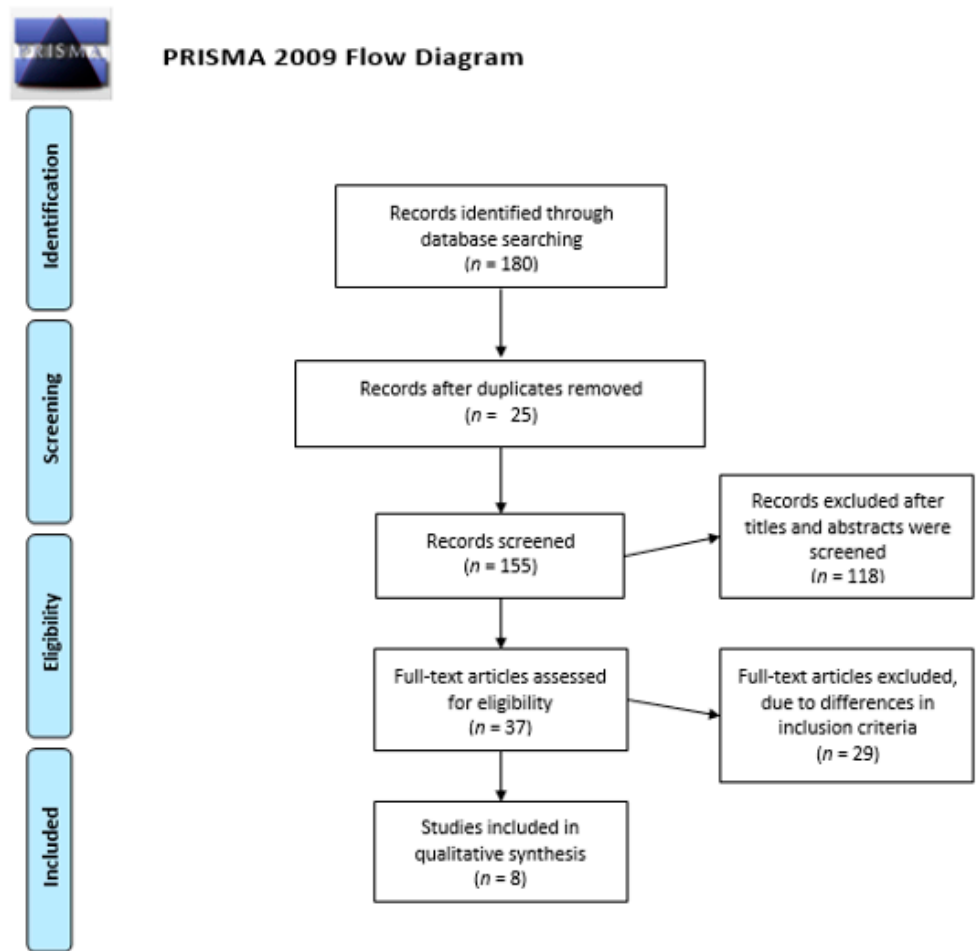 PRISMA
PRISMA 2009 Flow Diagram
Identification
Records identified through
database searching
(n = 180)
Screening
Records after duplicates removed
(n = 25)
Records screened
(n = 155)
Records excluded after
titles and abstracts were
screened
(n = 118)
Eligibility
Full-text articles assessed
for eligibility
(n = 37)
Full-text articles excluded,
due to differences in
inclusion criteria
(n = 29)
Included
Studies included in
qualitative synthesis
(n = 8)